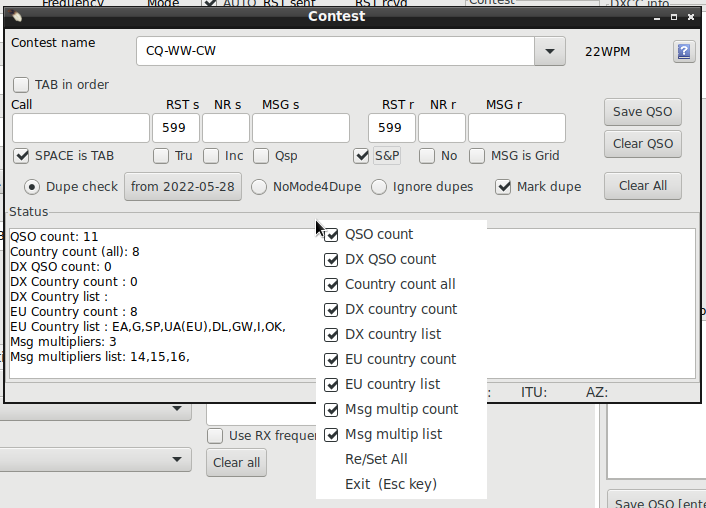 Frequency Mode AUTO RST sent RST rcvd Contest DXCC info
Contest
Contest name
CQ-WW-CW
22WPM
?
TAB in order
Call RST s NR s MSG s RST r NR r MSG r
599 599
Save QSO
SPACE is TAB Tru Inc Qsp S&P No MSG is Grid
Clear QSO
Dupe check from 2022-05-28 NoMode4Dupe Ignore dupes Mark dupe Clear All
Status
QSO count: 11
Country count (all): 8
DX QSO count: 0
DX Country count : 0
DX Country list :
EU Country count : 8
EU Country list : EA,G,SP,UA(EU),DL,GW,I,OK,
Msg multipliers: 3
Msg multipliers list: 14,15,16,
QSO count
DX QSO count
Country count all
DX country count
DX country list
EU country count
EU country list
Msg multip count
Msg multip list
Re/Set All
Exit (Esc key)
: ITU: AZ:
Use RX frequen
Clear all
Save QSO [ente